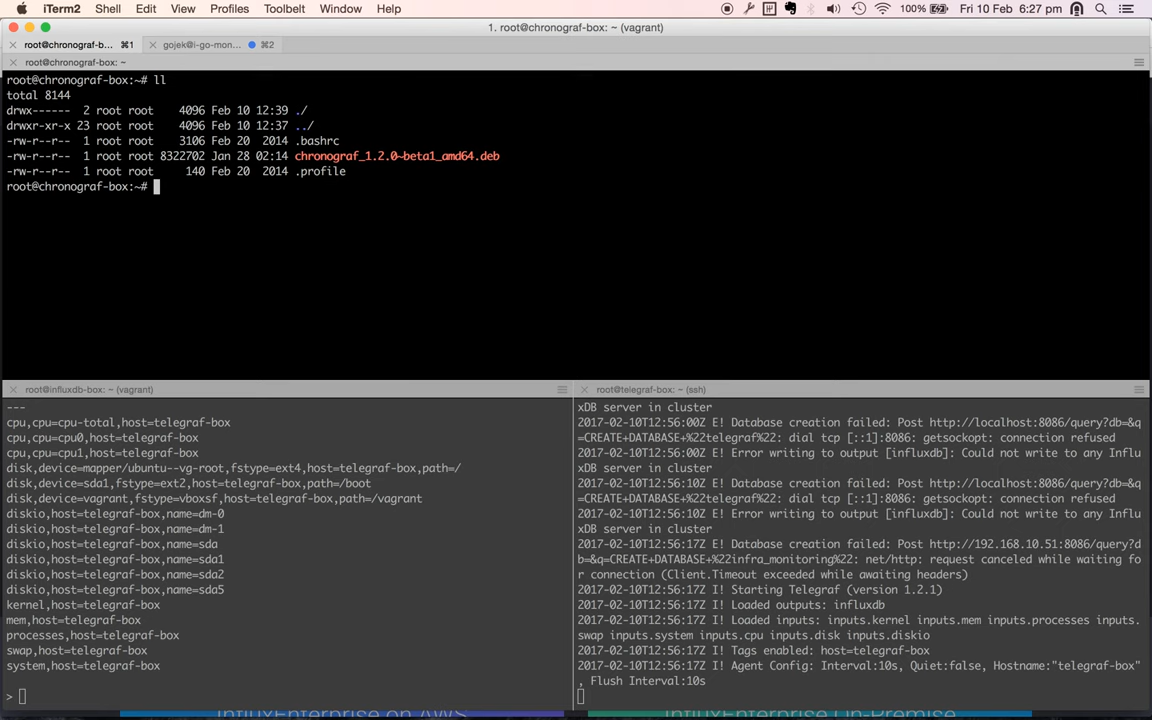 iTerm2 Shell Edit View Profiles Toolbelt Window Help 100% Fri 10 Feb 6:27 pm
1. root@chronograf-box: ~ (vagrant)
root@chronograf-b... ⌘1 gojek@i-go-mon... ⌘2
root@chronograf-box: ~
root@chronograf-box:~# ll
total 8144
drwx------ 2 root root 4096 Feb 10 12:39 ./
drwxr-xr-x 23 root root 4096 Feb 10 12:37 ../
-rw-r--r-- 1 root root 3106 Feb 20 2014 .bashrc
-rw-r--r-- 1 root root 8322702 Jan 28 02:14 chronograf_1.2.0~beta1_amd64.deb
-rw-r--r-- 1 root root 140 Feb 20 2014 .profile
root@chronograf-box:~#
root@influxdb-box: ~ (vagrant)
---
cpu,cpu=cpu-total,host=telegraf-box
cpu,cpu=cpu0,host=telegraf-box
cpu,cpu=cpu1,host=telegraf-box
disk,device=mapper/ubuntu--vg-root,fstype=ext4,host=telegraf-box,path=/
disk,device=sda1,fstype=ext2,host=telegraf-box,path=/boot
disk,device=vagrant,fstype=vboxsf,host=telegraf-box,path=/vagrant
diskio,host=telegraf-box,name=dm-0
diskio,host=telegraf-box,name=dm-1
diskio,host=telegraf-box,name=sda
diskio,host=telegraf-box,name=sda1
diskio,host=telegraf-box,name=sda2
diskio,host=telegraf-box,name=sda5
kernel,host=telegraf-box
mem,host=telegraf-box
processes,host=telegraf-box
swap,host=telegraf-box
system,host=telegraf-box
>
root@telegraf-box: ~ (ssh)
xDB server in cluster
2017-02-10T12:56:00Z E! Database creation failed: Post http://localhost:8086/query?db=&q
=CREATE+DATABASE+%22telegraf%22: dial tcp [::1]:8086: getsockopt: connection refused
2017-02-10T12:56:00Z E! Error writing to output [influxdb]: Could not write to any Influ
xDB server in cluster
2017-02-10T12:56:10Z E! Database creation failed: Post http://localhost:8086/query?db=&q
=CREATE+DATABASE+%22telegraf%22: dial tcp [::1]:8086: getsockopt: connection refused
2017-02-10T12:56:10Z E! Error writing to output [influxdb]: Could not write to any Influ
xDB server in cluster
2017-02-10T12:56:17Z E! Database creation failed: Post http://192.168.10.51:8086/query?d
b=&q=CREATE+DATABASE+%22infra_monitoring%22: net/http: request canceled while waiting fo
r connection (Client.Timeout exceeded while awaiting headers)
2017-02-10T12:56:17Z I! Starting Telegraf (version 1.2.1)
2017-02-10T12:56:17Z I! Loaded outputs: influxdb
2017-02-10T12:56:17Z I! Loaded inputs: inputs.kernel inputs.mem inputs.processes inputs.
swap inputs.system inputs.cpu inputs.disk inputs.diskio
2017-02-10T12:56:17Z I! Tags enabled: host=telegraf-box
2017-02-10T12:56:17Z I! Agent Config: Interval:10s, Quiet:false, Hostname:"telegraf-box"
, Flush Interval:10s
InfluxEnterprise on AWS
InfluxEnterprise On-Premise